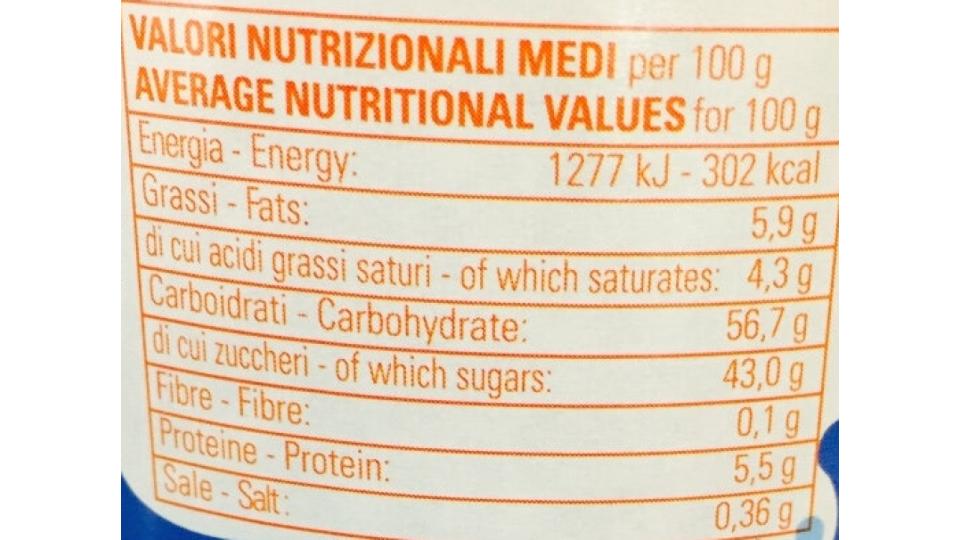 VALORI NUTRIZIONALI MEDI per 100 g
AVERAGE NUTRITIONAL VALUES for 100 g
Energia - Energy: 1277 kJ - 302 kcal
Grassi - Fats: 5,9 g
di cui acidi grassi saturi - of which saturates: 4,3 g
Carboidrati - Carbohydrate: 56,7 g
di cui zuccheri - of which sugars: 43,0 g
Fibre - Fibre: 0,1 g
Proteine - Protein: 5,5 g
Sale - Salt: 0,36 g